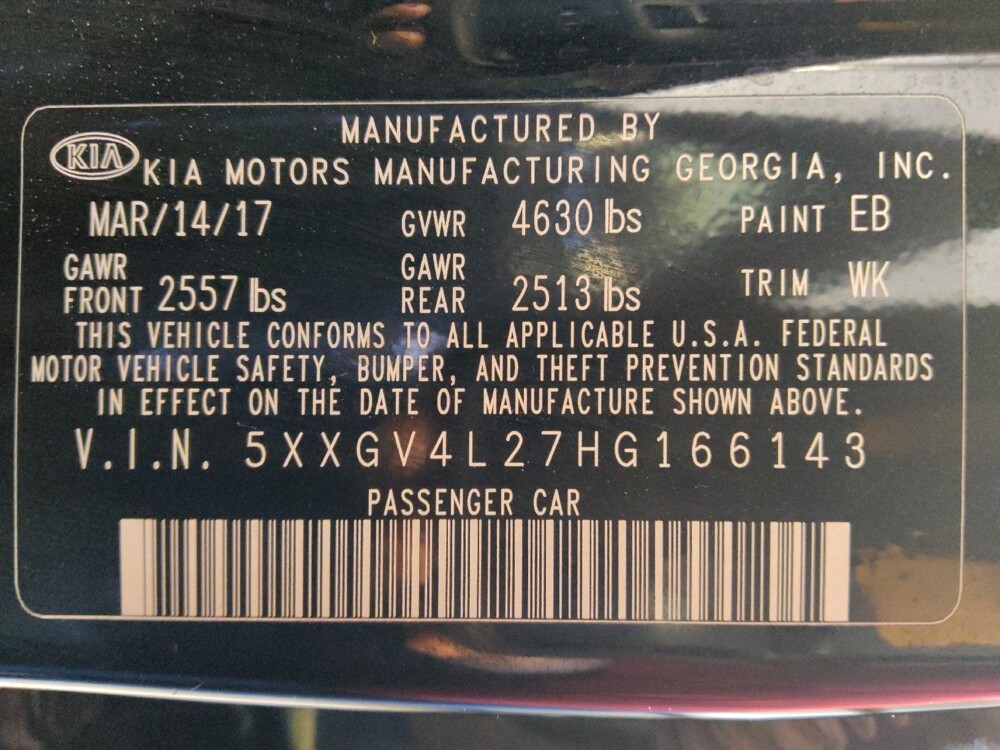 MANUFACTURED BY
KIA KIA MOTORS MANUFACTURING GEORGIA, INC.
MAR/14/17 GVWR 4630 lbs PAINT EB
GAWR FRONT 2557 lbs GAWR REAR 2513 lbs TRIM WK
THIS VEHICLE CONFORMS TO ALL APPLICABLE U.S.A. FEDERAL
MOTOR VEHICLE SAFETY, BUMPER, AND THEFT PREVENTION STANDARDS
IN EFFECT ON THE DATE OF MANUFACTURE SHOWN ABOVE.
V.I.N. 5XXGV4L27HG166143
PASSENGER CAR